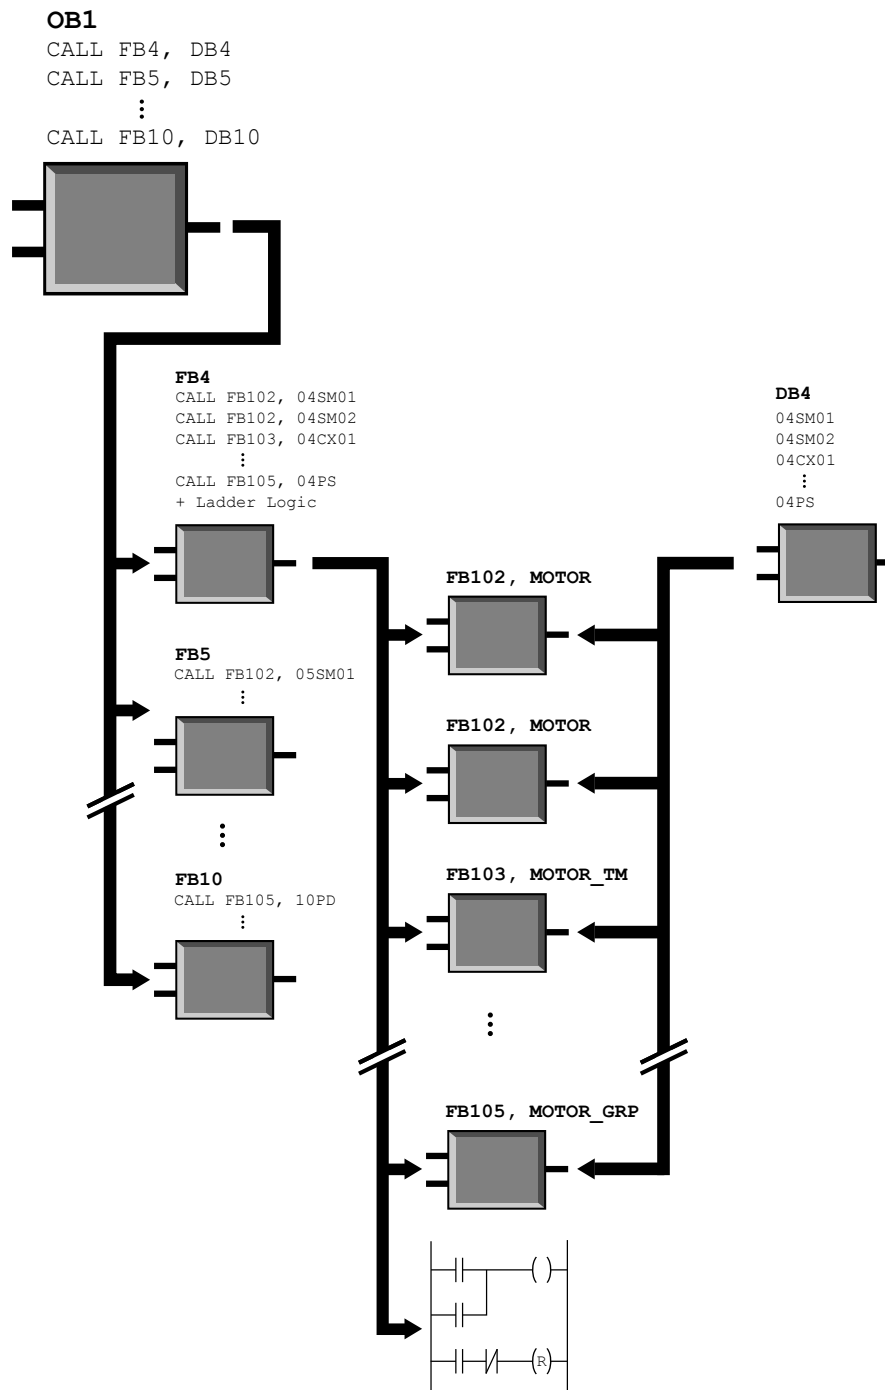 OB1
CALL FB4, DB4
CALL FB5, DB5
⋮
CALL FB10, DB10
FB4
CALL FB102, 04SM01
CALL FB102, 04SM02
CALL FB103, 04CX01
⋮
CALL FB105, 04PS
+ Ladder Logic
DB4
04SM01
04SM02
04CX01
⋮
04PS
FB5
CALL FB102, 05SM01
⋮
⋮
FB10
CALL FB105, 10PD
⋮
FB102, MOTOR
FB102, MOTOR
FB103, MOTOR_TM
⋮
FB105, MOTOR_GRP
R